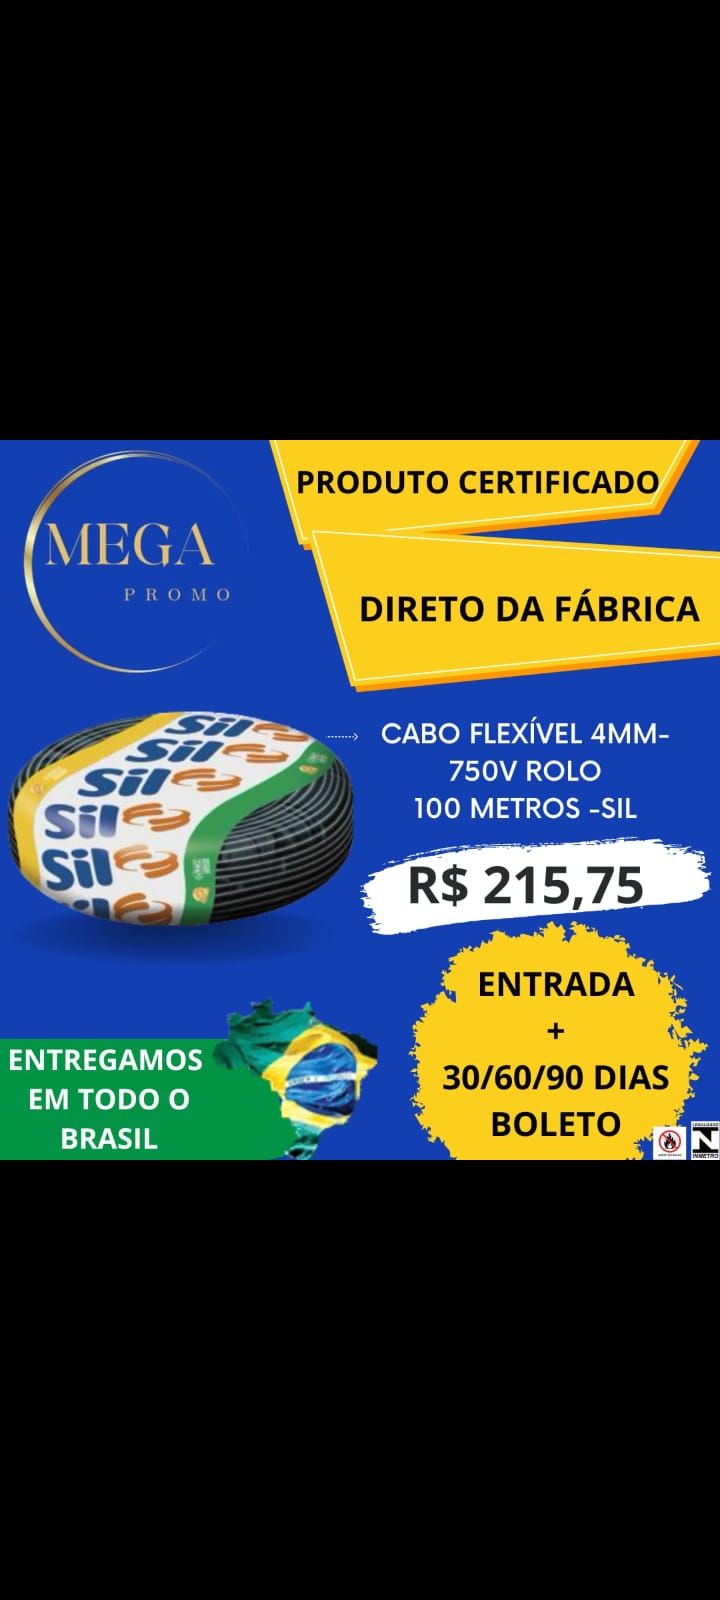 MEGA
PROMO
PRODUTO CERTIFICADO
DIRETO DA FÁBRICA
Sil
Sil
Sil
Sil
Sil
Sil
CABO FLEXÍVEL 4MM-
750V ROLO
100 METROS -SIL
R$ 215,75
ENTRADA
+
30/60/90 DIAS
BOLETO
ENTREGAMOS
EM TODO O
BRASIL
N
INMETRO